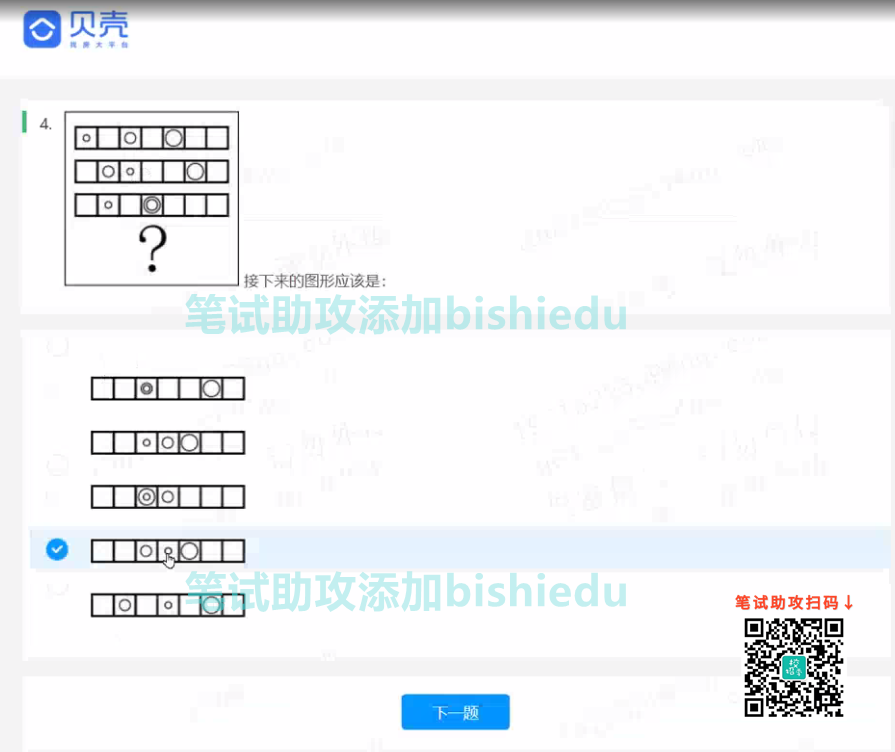 贝壳
找房大平台
4.
?
接下来的图形应该是：
笔试助攻添加bishiedu
笔试助攻添加bishiedu
笔试助攻扫码↓
下一题